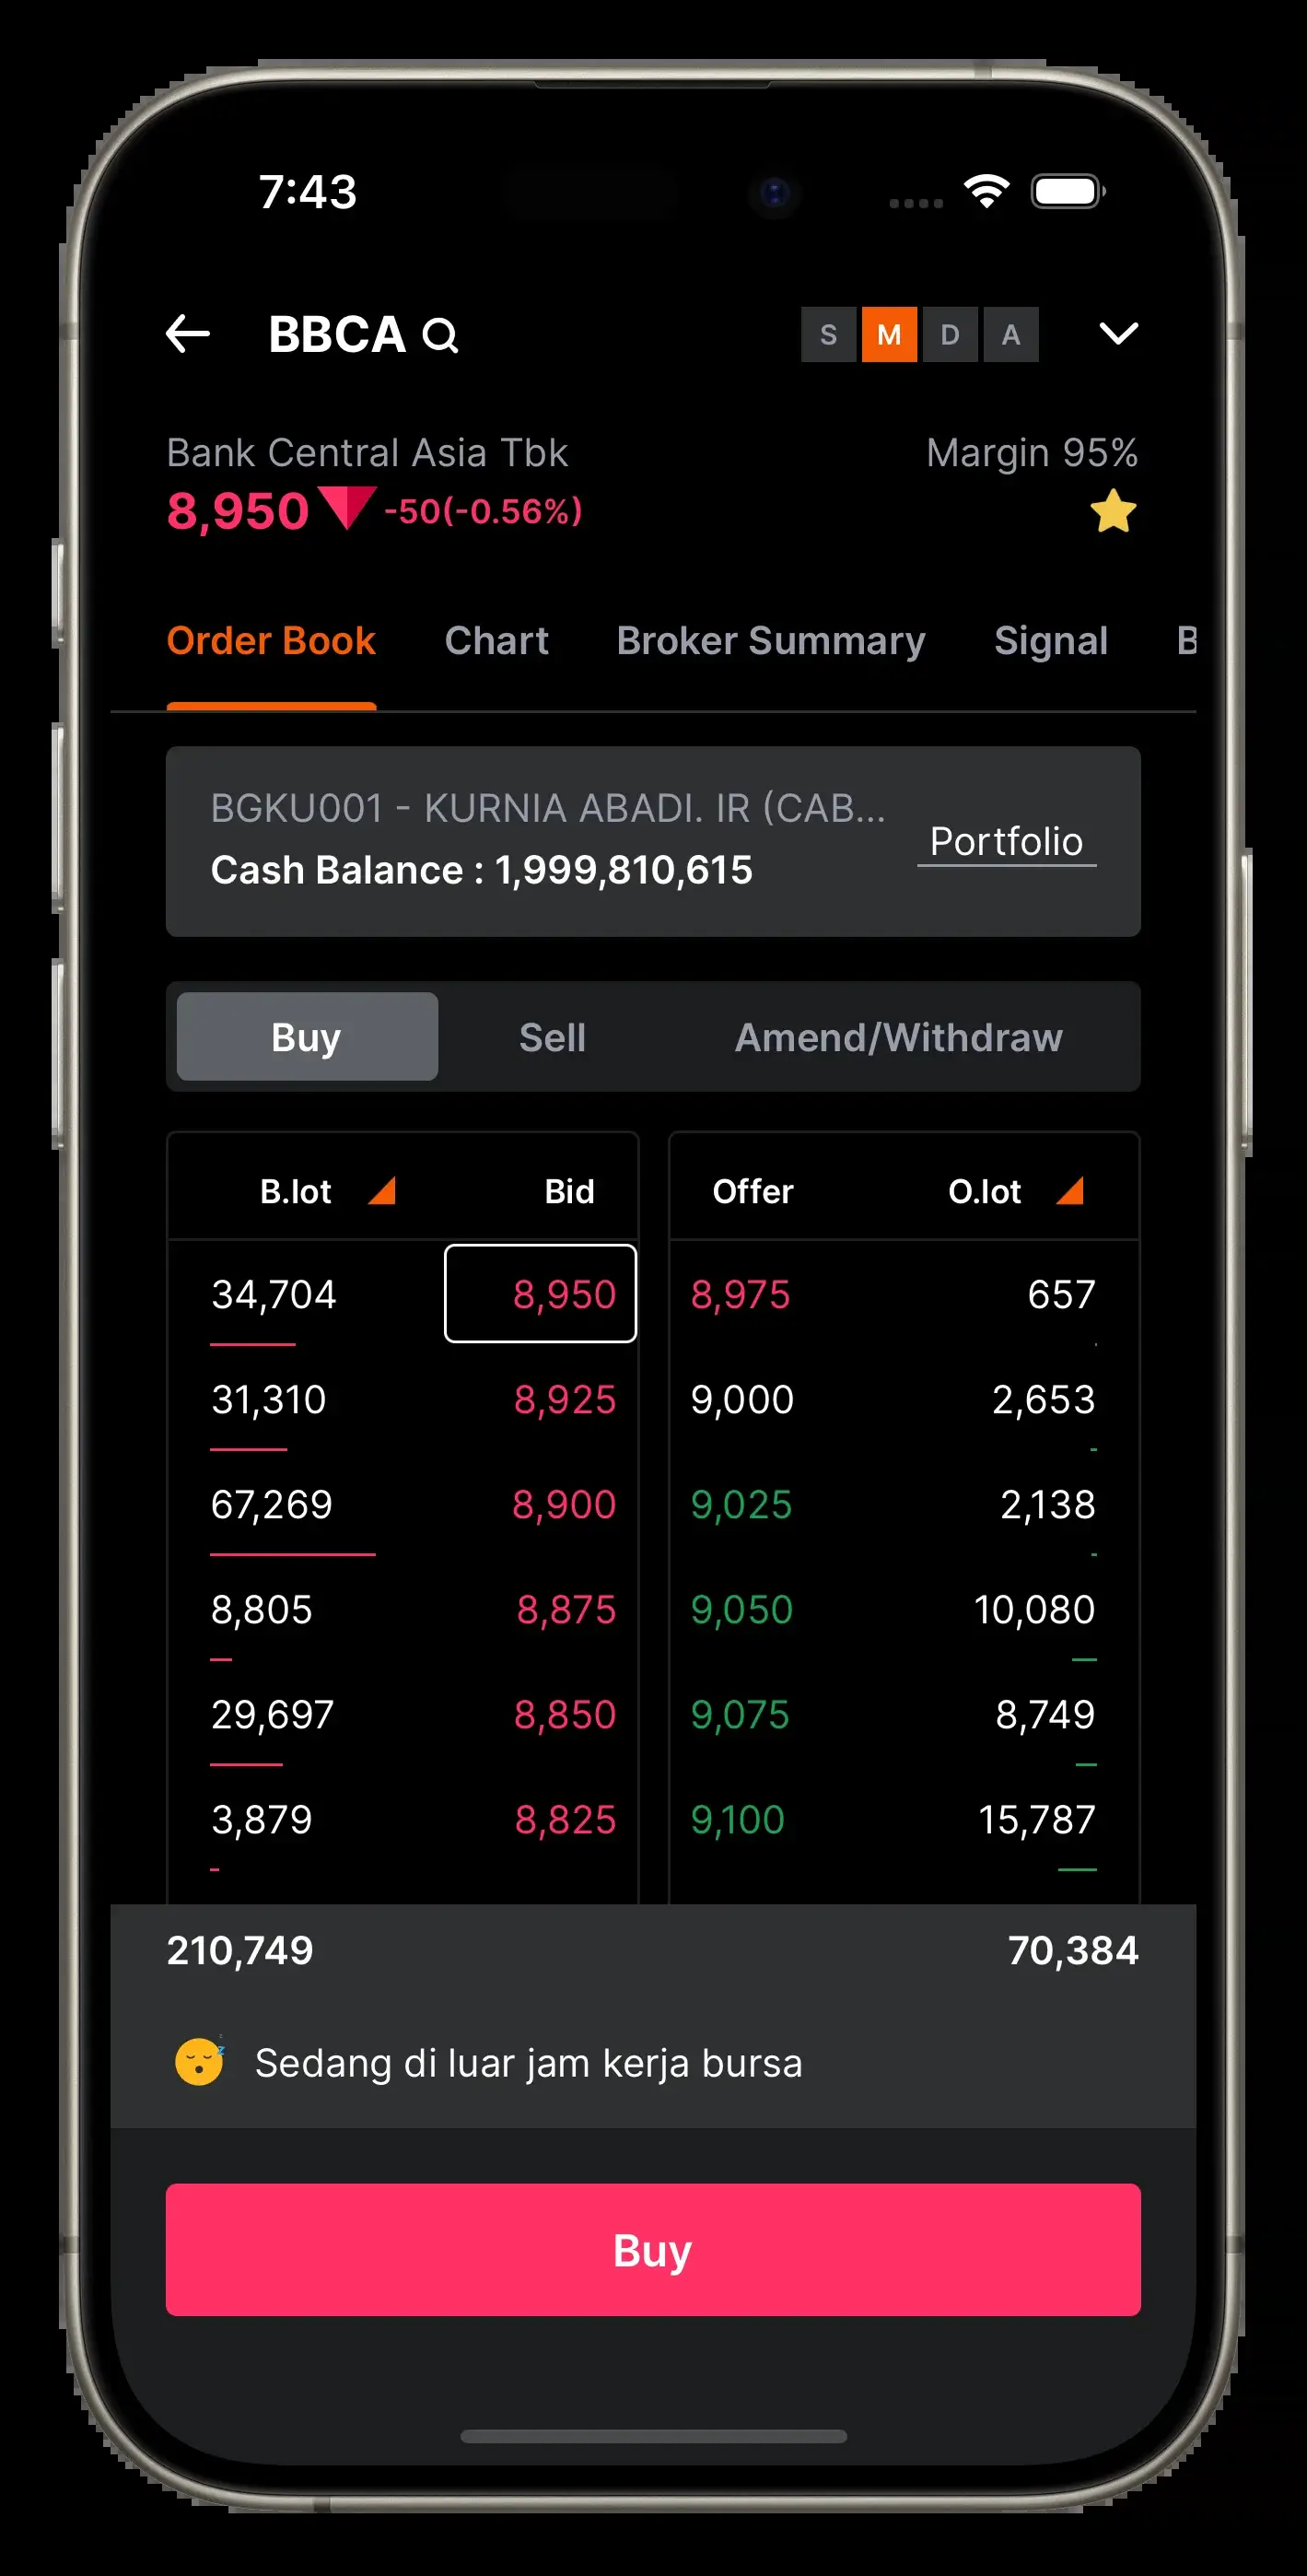 7:43
BBCA S M D A
Bank Central Asia Tbk Margin 95%
8,950 -50(-0.56%)
Order Book Chart Broker Summary Signal B
BGKU001 - KURNIA ABADI. IR (CAB...
Cash Balance : 1,999,810,615
Portfolio
Buy Sell Amend/Withdraw
B.lot Bid Offer O.lot
34,704 8,950 8,975 657
31,310 8,925 9,000 2,653
67,269 8,900 9,025 2,138
8,805 8,875 9,050 10,080
29,697 8,850 9,075 8,749
3,879 8,825 9,100 15,787
210,749 70,384
Sedang di luar jam kerja bursa
Buy